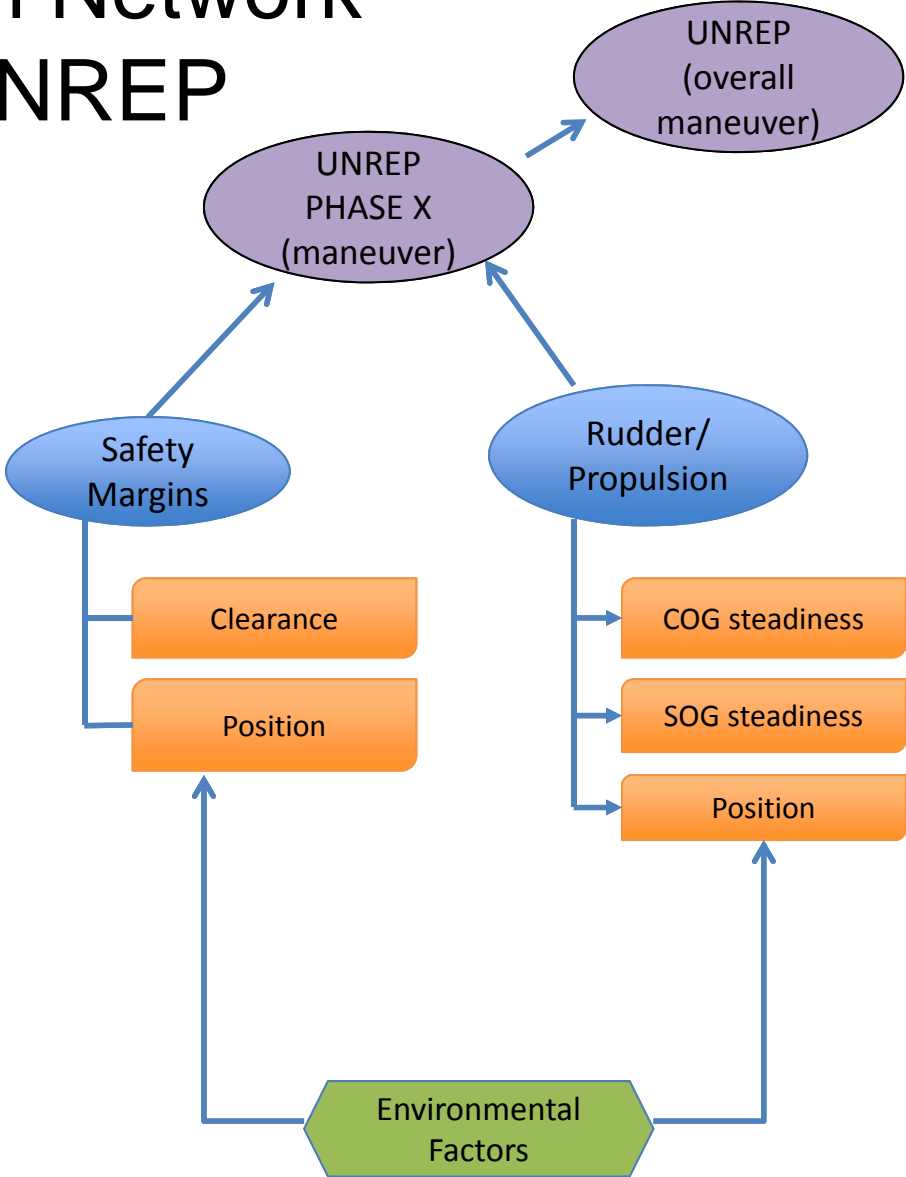 Network
NREP
UNREP
(overall
maneuver)
UNREP
PHASE X
(maneuver)
Safety
Margins
Rudder/
Propulsion
Clearance
Position
COG steadiness
SOG steadiness
Position
Environmental
Factors